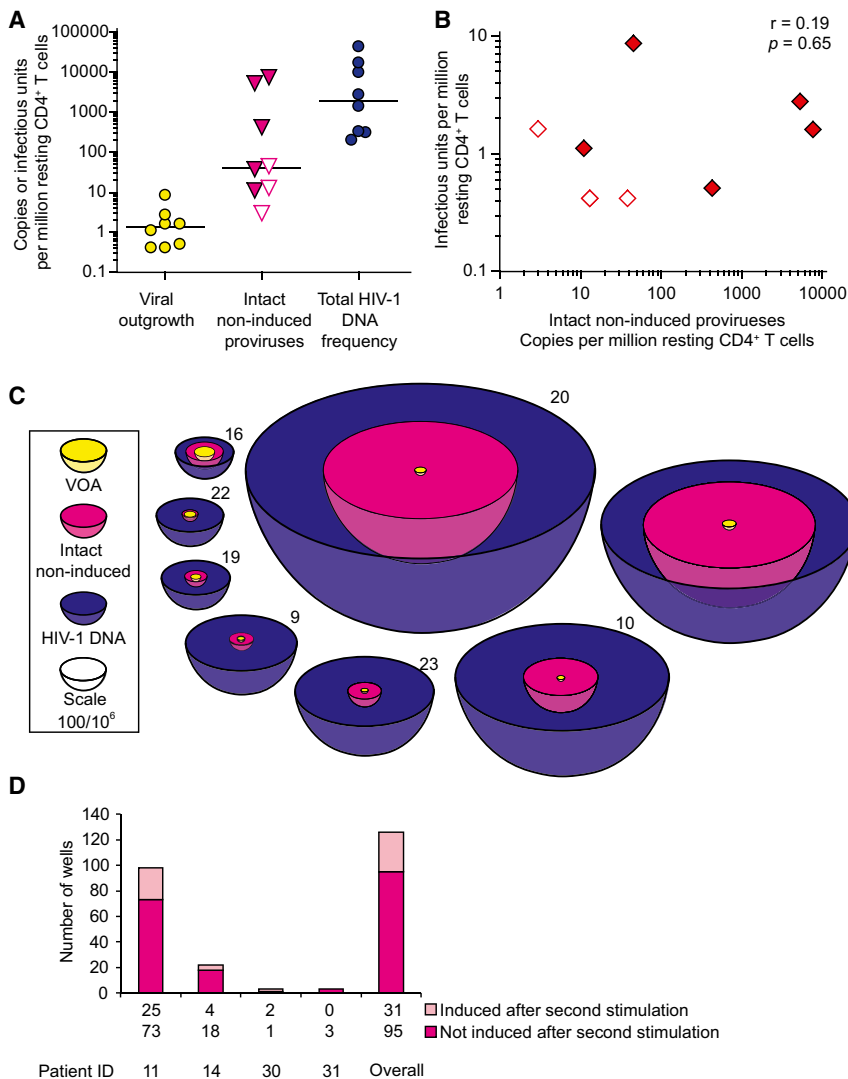 A
Copies or infectious units
per million resting CD4⁺ T cells
100000
10000
1000
100
10
1
0.1
Viral
outgrowth
Intact
non-induced
proviruses
Total HIV-1
DNA
frequency
B
Infectious units per million
resting CD4⁺ T cells
10
1
0.1
r = 0.19
p = 0.65
1
10
100
1000
10000
Intact non-induced provirueses
Copies per million resting CD4⁺ T cells
C
VOA
Intact
non-induced
HIV-1 DNA
Scale
100/10⁶
16
22
19
9
23
20
10
D
Number of wells
140
120
100
80
60
40
20
0
25 4 2 0 31 Induced after second stimulation
73 18 1 3 95 Not induced after second stimulation
Patient ID 11 14 30 31 Overall